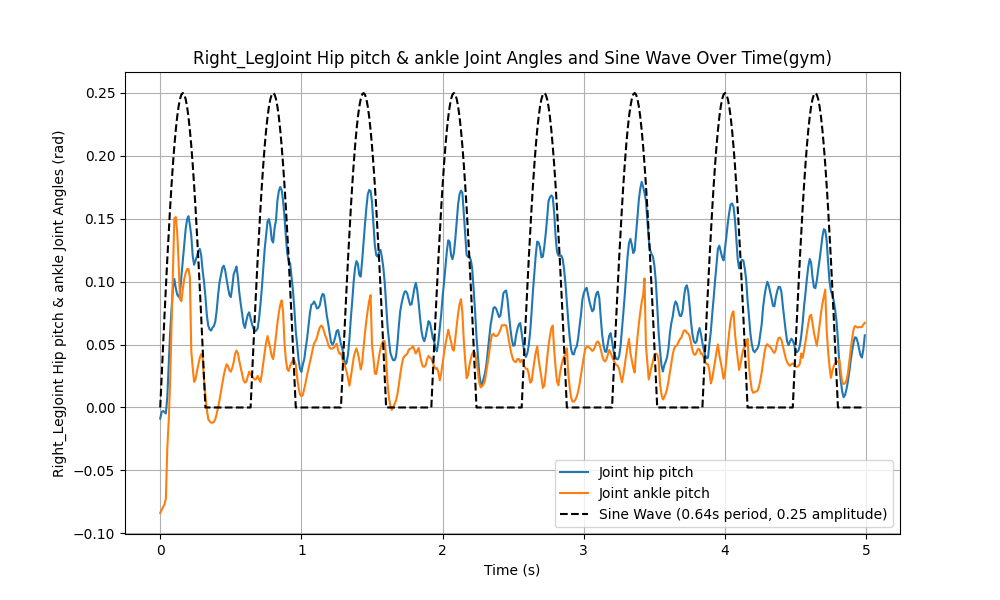 Right_LegJoint Hip pitch & ankle Joint Angles and Sine Wave Over Time(gym)
Right_LegJoint Hip pitch & ankle Joint Angles (rad)
0.25
0.20
0.15
0.10
0.05
0.00
−0.05
−0.10
Joint hip pitch
Joint ankle pitch
Sine Wave (0.64s period, 0.25 amplitude)
0 1 2 3 4 5
Time (s)